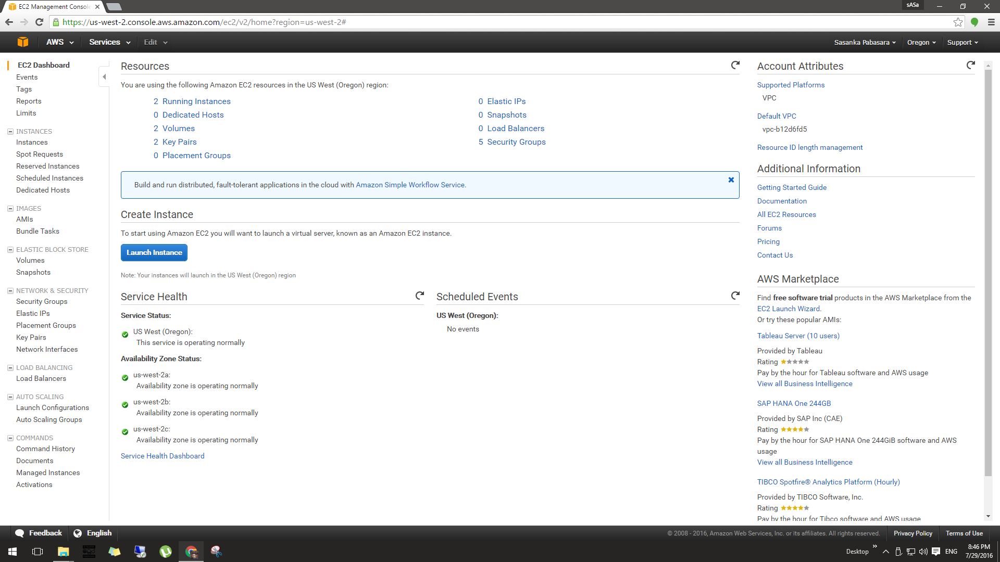 EC2 Management Console
sASa
https://us-west-2.console.aws.amazon.com/ec2/v2/home?region=us-west-2#
AWS
Services
Edit
Sasanka Pabasara
Oregon
Support
EC2 Dashboard
Events
Tags
Reports
Limits
INSTANCES
Instances
Spot Requests
Reserved Instances
Scheduled Instances
Dedicated Hosts
IMAGES
AMIs
Bundle Tasks
ELASTIC BLOCK STORE
Volumes
Snapshots
NETWORK & SECURITY
Security Groups
Elastic IPs
Placement Groups
Key Pairs
Network Interfaces
LOAD BALANCING
Load Balancers
AUTO SCALING
Launch Configurations
Auto Scaling Groups
COMMANDS
Command History
Documents
Managed Instances
Activations
Resources
You are using the following Amazon EC2 resources in the US West (Oregon) region:
2 Running Instances
0 Dedicated Hosts
2 Volumes
2 Key Pairs
0 Placement Groups
0 Elastic IPs
0 Snapshots
0 Load Balancers
5 Security Groups
Build and run distributed, fault-tolerant applications in the cloud with Amazon Simple Workflow Service.
Create Instance
To start using Amazon EC2 you will want to launch a virtual server, known as an Amazon EC2 instance.
Launch Instance
Note: Your instances will launch in the US West (Oregon) region
Service Health
Service Status:
US West (Oregon):
This service is operating normally
Availability Zone Status:
us-west-2a:
Availability zone is operating normally
us-west-2b:
Availability zone is operating normally
us-west-2c:
Availability zone is operating normally
Service Health Dashboard
Scheduled Events
US West (Oregon):
No events
Account Attributes
Supported Platforms
VPC
Default VPC
vpc-b12d6fd5
Resource ID length management
Additional Information
Getting Started Guide
Documentation
All EC2 Resources
Forums
Pricing
Contact Us
AWS Marketplace
Find free software trial products in the AWS Marketplace from the
EC2 Launch Wizard.
Or try these popular AMIs:
Tableau Server (10 users)
Provided by Tableau
Rating
Pay by the hour for Tableau software and AWS usage
View all Business Intelligence
SAP HANA One 244GB
Provided by SAP Inc (CAE)
Rating
Pay by the hour for SAP HANA One 244GiB software and AWS
usage
View all Business Intelligence
TIBCO Spotfire® Analytics Platform (Hourly)
Provided by TIBCO Software, Inc.
Rating
Pay by the hour for Tibco software and AWS usage
Feedback
English
© 2008 - 2016, Amazon Web Services, Inc. or its affiliates. All rights reserved.
Privacy Policy
Terms of Use
Desktop
ENG
8:46 PM
7/29/2016